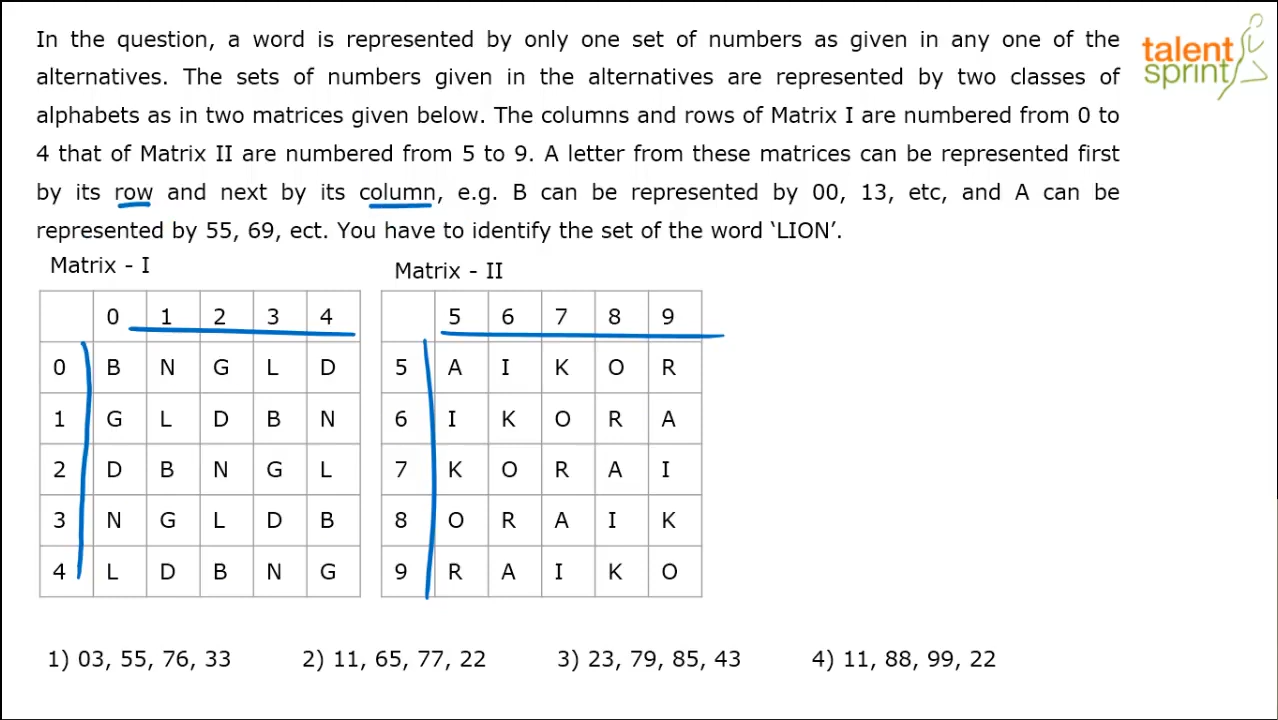 In the question, a word is represented by only one set of numbers as given in any one of the
alternatives. The sets of numbers given in the alternatives are represented by two classes of
alphabets as in two matrices given below. The columns and rows of Matrix I are numbered from 0 to
4 that of Matrix II are numbered from 5 to 9. A letter from these matrices can be represented first
by its row and next by its column, e.g. B can be represented by 00, 13, etc, and A can be
represented by 55, 69, ect. You have to identify the set of the word ‘LION’.
talent
sprint
Matrix - I
0 1 2 3 4
0 B N G L D
1 G L D B N
2 D B N G L
3 N G L D B
4 L D B N G
Matrix - II
5 6 7 8 9
5 A I K O R
6 I K O R A
7 K O R A I
8 O R A I K
9 R A I K O
1) 03, 55, 76, 33 2) 11, 65, 77, 22 3) 23, 79, 85, 43 4) 11, 88, 99, 22